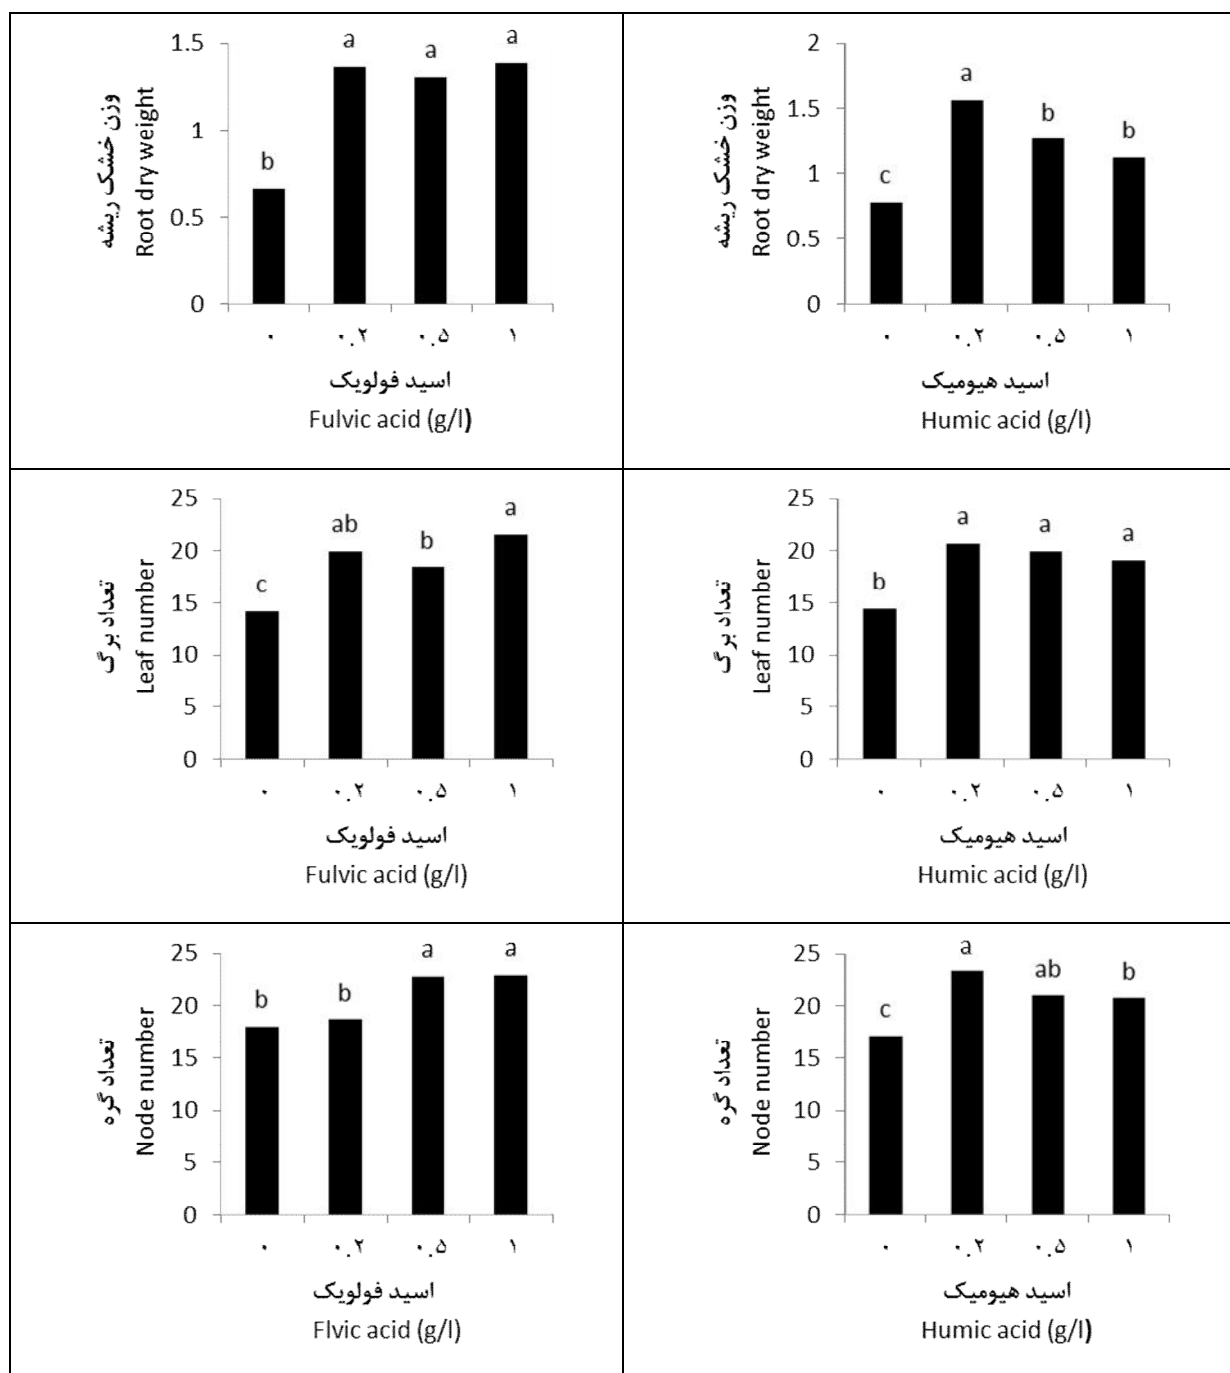 a
a
a
b
1.5
1
0.5
0
وزن خشک ریشه
Root dry weight
۰ ۰.۲ ۰.۵ ۱
اسید فولویک
Fulvic acid (g/l)
a
b
b
c
2
1.5
1
0.5
0
وزن خشک ریشه
Root dry weight
۰ ۰.۲ ۰.۵ ۱
اسید هیومیک
Humic acid (g/l)
a
ab
b
c
25
20
15
10
5
0
تعداد برگ
Leaf number
۰ ۰.۲ ۰.۵ ۱
اسید فولویک
Fulvic acid (g/l)
a
a
a
b
25
20
15
10
5
0
تعداد برگ
Leaf number
۰ ۰.۲ ۰.۵ ۱
اسید هیومیک
Humic acid (g/l)
a
a
b
b
25
20
15
10
5
0
تعداد گره
Node number
۰ ۰.۲ ۰.۵ ۱
اسید فولویک
Flvic acid (g/l)
a
ab
b
c
25
20
15
10
5
0
تعداد گره
Node number
۰ ۰.۲ ۰.۵ ۱
اسید هیومیک
Humic acid (g/l)